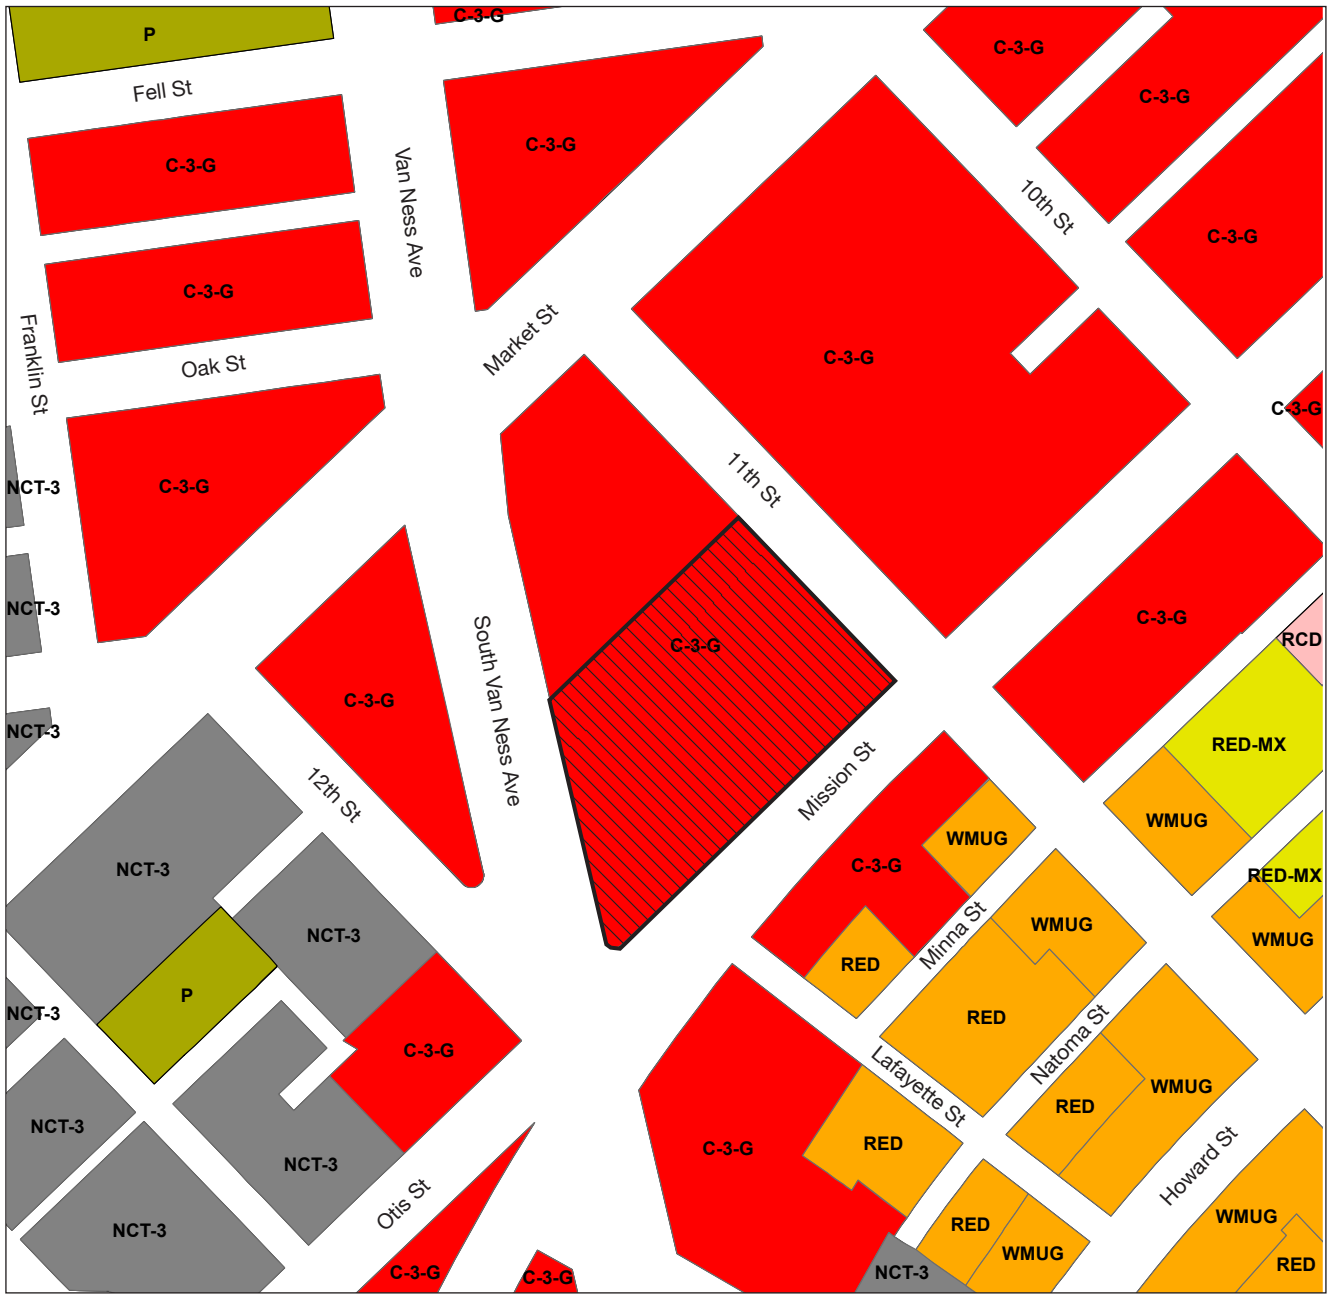 C-3-G
P
C-3-G
Fell St
C-3-G
C-3-G
C-3-G
C-3-G
Van Ness Ave
10th St
C-3-G
C-3-G
Market St
Franklin St
Oak St
C-3-G
C-3-G
NCT-3
C-3-G
11th St
NCT-3
C-3-G
RCD
C-3-G
South Van Ness Ave
C-3-G
NCT-3
RED-MX
12th St
Mission St
WMUG
WMUG
NCT-3
C-3-G
RED-MX
NCT-3
Minna St
WMUG
WMUG
RED
P
NCT-3
RED
C-3-G
Natoma St
Lafayette St
WMUG
RED
NCT-3
C-3-G
RED
NCT-3
Howard St
Otis St
NCT-3
RED
WMUG
WMUG
C-3-G
C-3-G
NCT-3
RED